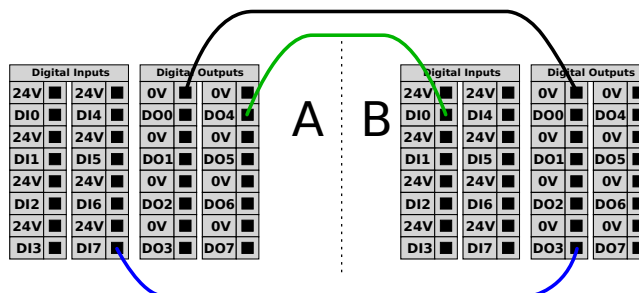 Digital Inputs Digital Outputs
24V 24V 0V 0V
DI0 DI4 DO0 DO4
24V 24V 0V 0V
DI1 DI5 DO1 DO5
24V 24V 0V 0V
DI2 DI6 DO2 DO6
24V 24V 0V 0V
DI3 DI7 DO3 DO7
A B
Digital Inputs Digital Outputs
24V 24V 0V 0V
DI0 DI4 DO0 DO4
24V 24V 0V 0V
DI1 DI5 DO1 DO5
24V 24V 0V 0V
DI2 DI6 DO2 DO6
24V 24V 0V 0V
DI3 DI7 DO3 DO7